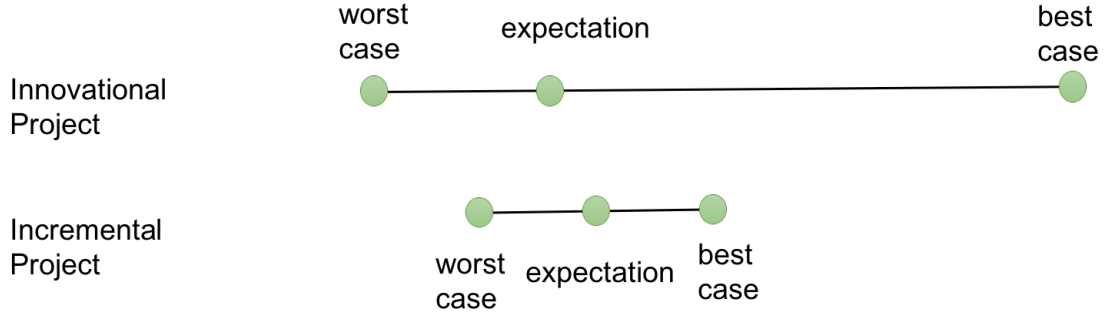 worst
case
expectation
best
case
Innovational
Project
Incremental
Project
worst
case
expectation
best
case